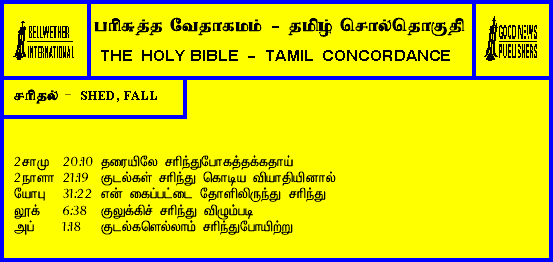 BELLWETHER
INTERNATIONAL
பரிசுத்த வேதாகமம் - தமிழ் சொல்தொகுதி
THE HOLY BIBLE - TAMIL CONCORDANCE
GOOD NEWS
PUBLISHERS
சரிதல் - SHED, FALL
2சாமு 20:10 தரையிலே சரிந்துபோகத்தக்கதாய்
2நாளா 21:19 குடல்கள் சரிந்து கொடிய வியாதியினால்
யோபு 31:22 என் கைப்பட்டை தோளிலிருந்து சரிந்து
லூக் 6:38 குலுக்கிச் சரிந்து விழும்படி
அப் 1:18 குடல்களெல்லாம் சரிந்துபோயிற்று